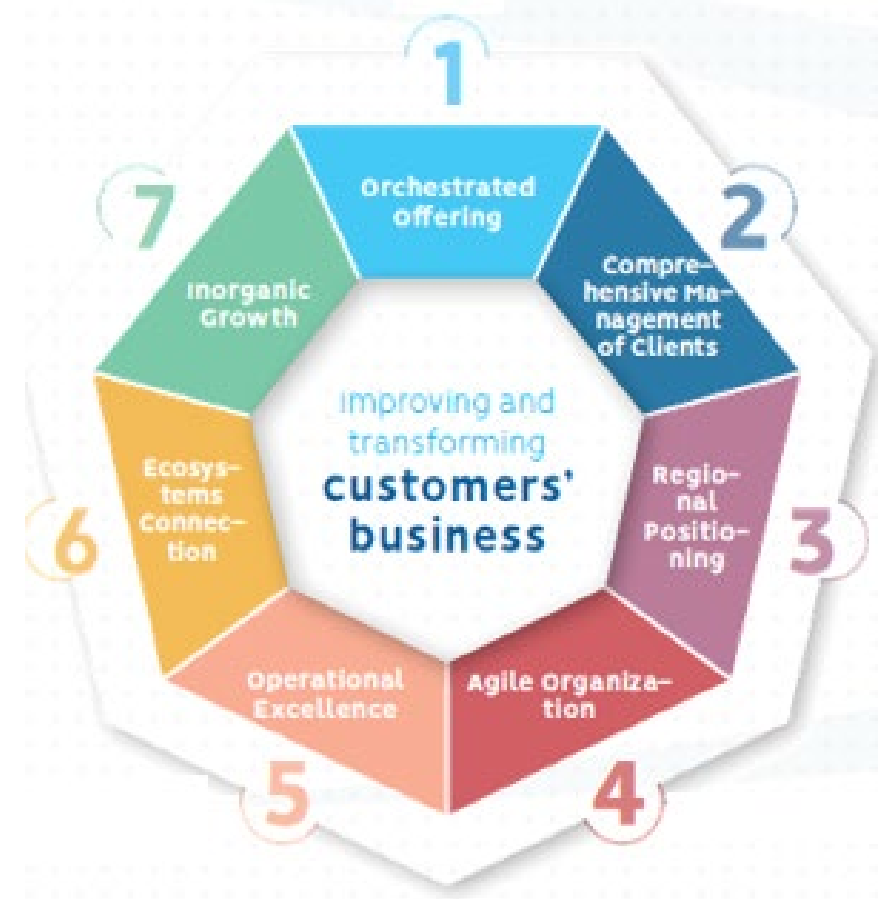 1
Orchestrated
Offering
2
Compre-
hensive Ma-
nagement
of Clients
3
Regio-
nal
Positio-
ning
4
Agile Organiza-
tion
5
Operational
Excellence
6
Ecosys-
tems
Connec-
tion
7
Inorganic
Growth
improving and
transforming
customers'
business